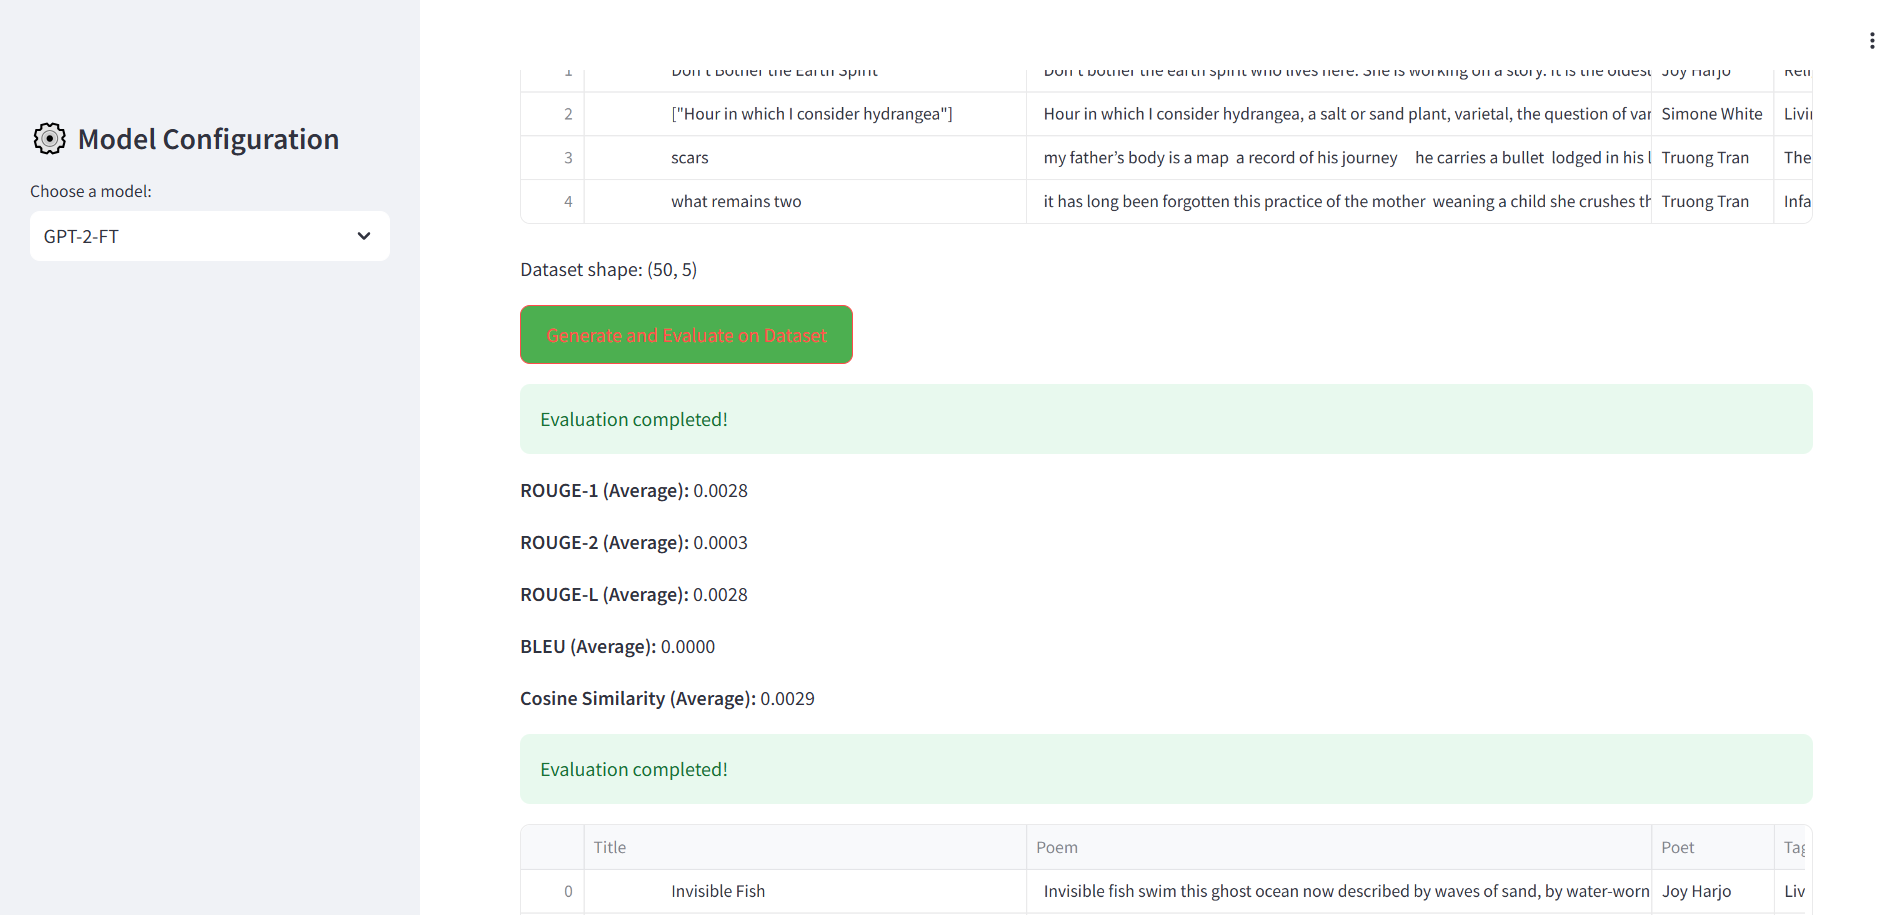 Model Configuration
Choose a model:
GPT-2-FT
1 Don't Bother the Earth Spirit Don't bother the earth spirit who lives here. She is working on a story. It is the oldest Joy Harjo Reli
2 ["Hour in which I consider hydrangea"] Hour in which I consider hydrangea, a salt or sand plant, varietal, the question of var Simone White Livi
3 scars my father’s body is a map a record of his journey he carries a bullet lodged in his l Truong Tran The
4 what remains two it has long been forgotten this practice of the mother weaning a child she crushes th Truong Tran Infa
Dataset shape: (50, 5)
Generate and Evaluate on Dataset
Evaluation completed!
ROUGE-1 (Average): 0.0028
ROUGE-2 (Average): 0.0003
ROUGE-L (Average): 0.0028
BLEU (Average): 0.0000
Cosine Similarity (Average): 0.0029
Evaluation completed!
Title Poem Poet Tag
0 Invisible Fish Invisible fish swim this ghost ocean now described by waves of sand, by water-worn Joy Harjo Liv